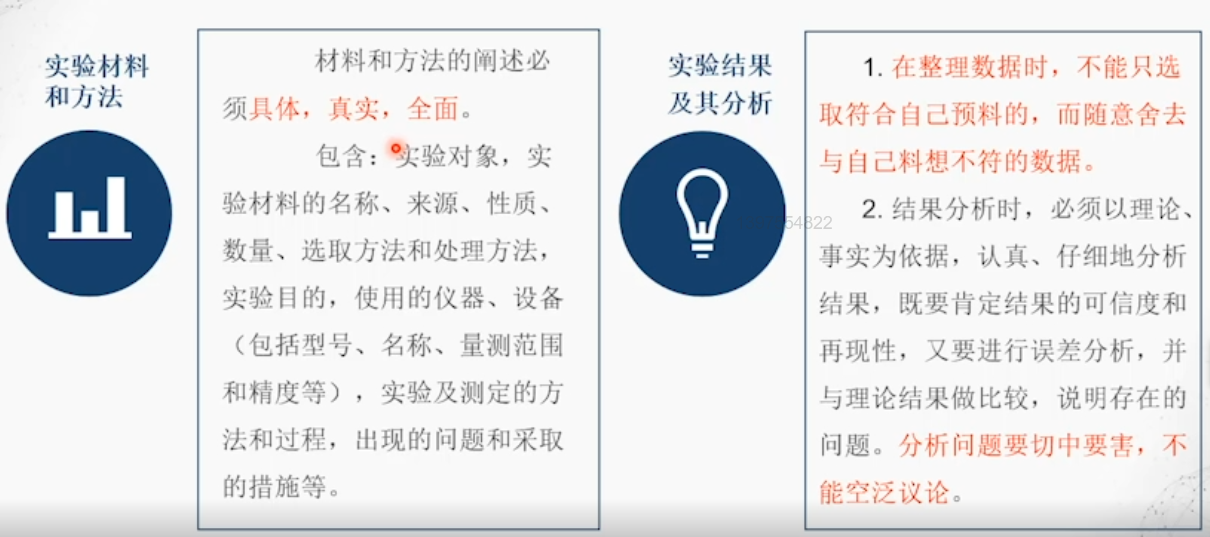 实验材料
和方法
材料和方法的阐述必
须具体，真实，全面。
包含：实验对象，实
验材料的名称、来源、性质、
数量、选取方法和处理方法，
实验目的，使用的仪器、设备
（包括型号、名称、量测范围
和精度等），实验及测定的方
法和过程，出现的问题和采取
的措施等。
实验结果
及其分析
1. 在整理数据时，不能只选
取符合自己预料的，而随意舍去
与自己料想不符的数据。
2. 结果分析时，必须以理论、
事实为依据，认真、仔细地分析
结果，既要肯定结果的可信度和
再现性，又要进行误差分析，并
与理论结果做比较，说明存在的
问题。分析问题要切中要害，不
能空泛议论。